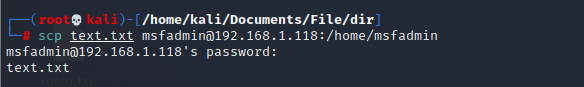 ┌──(root💀kali)-[/home/kali/Documents/File/dir]
└─# scp text.txt msfadmin@192.168.1.118:/home/msfadmin
msfadmin@192.168.1.118's password:
text.txt